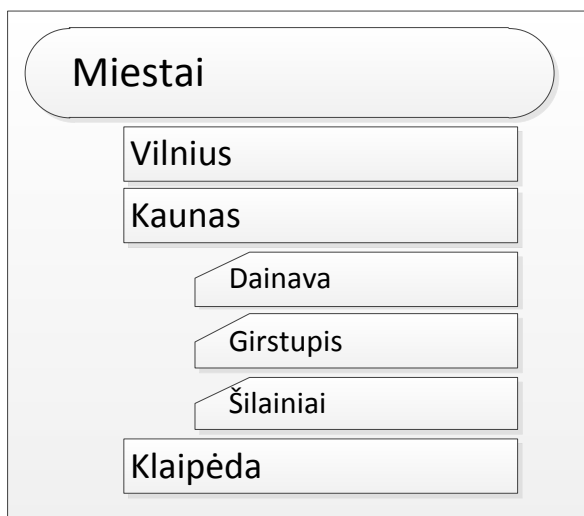 Miestai
Vilnius
Kaunas
Dainava
Girstupis
Šilainiai
Klaipėda